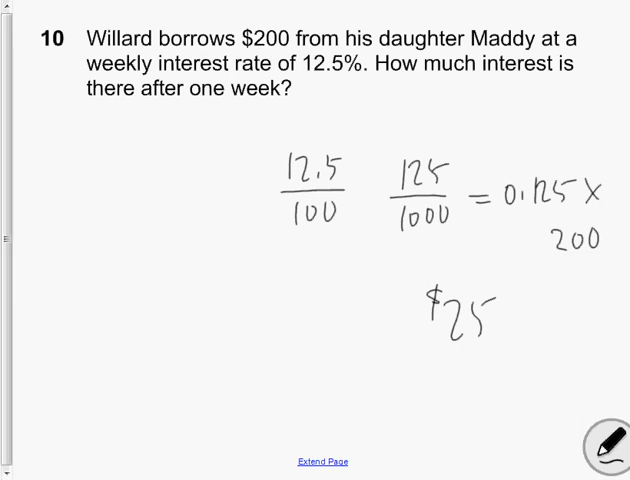 10 Willard borrows $200 from his daughter Maddy at a
weekly interest rate of 12.5%. How much interest is
there after one week?
12.5/100 125/1000 = 0.125 x
200
$25
Extend Page